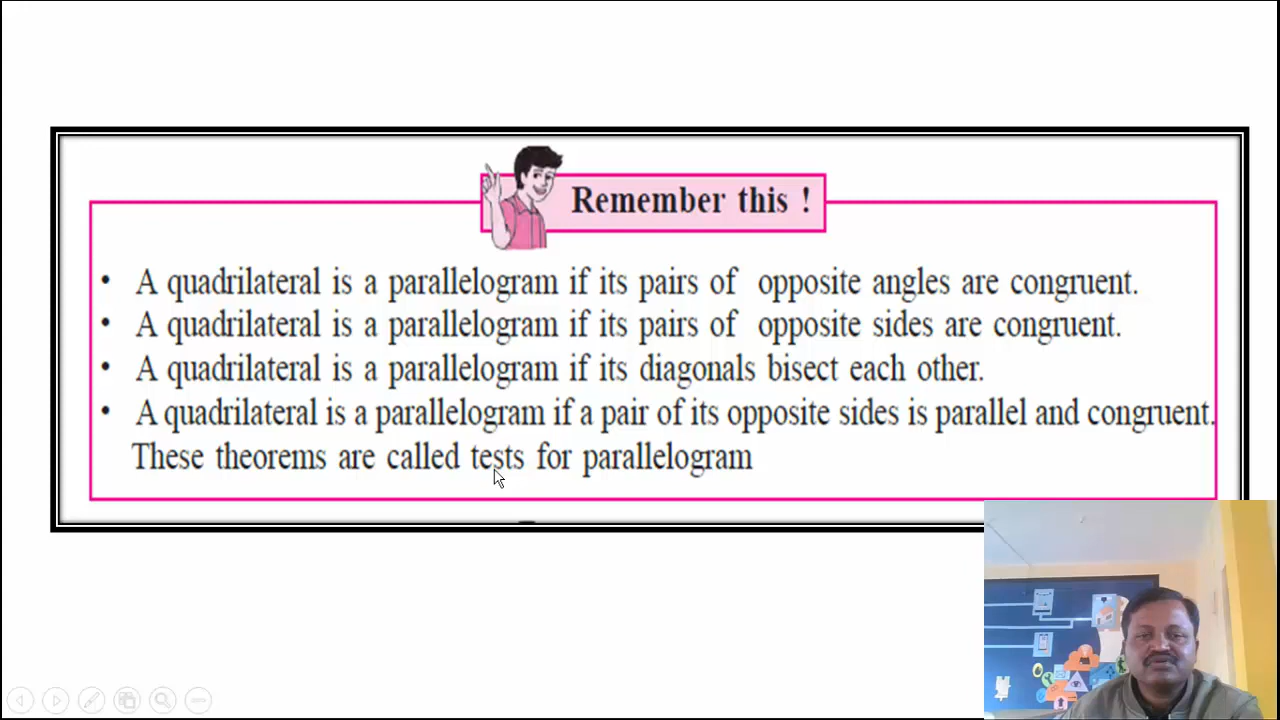 Remember this !
• A quadrilateral is a parallelogram if its pairs of opposite angles are congruent.
• A quadrilateral is a parallelogram if its pairs of opposite sides are congruent.
• A quadrilateral is a parallelogram if its diagonals bisect each other.
• A quadrilateral is a parallelogram if a pair of its opposite sides is parallel and congruent.
These theorems are called tests for parallelogram